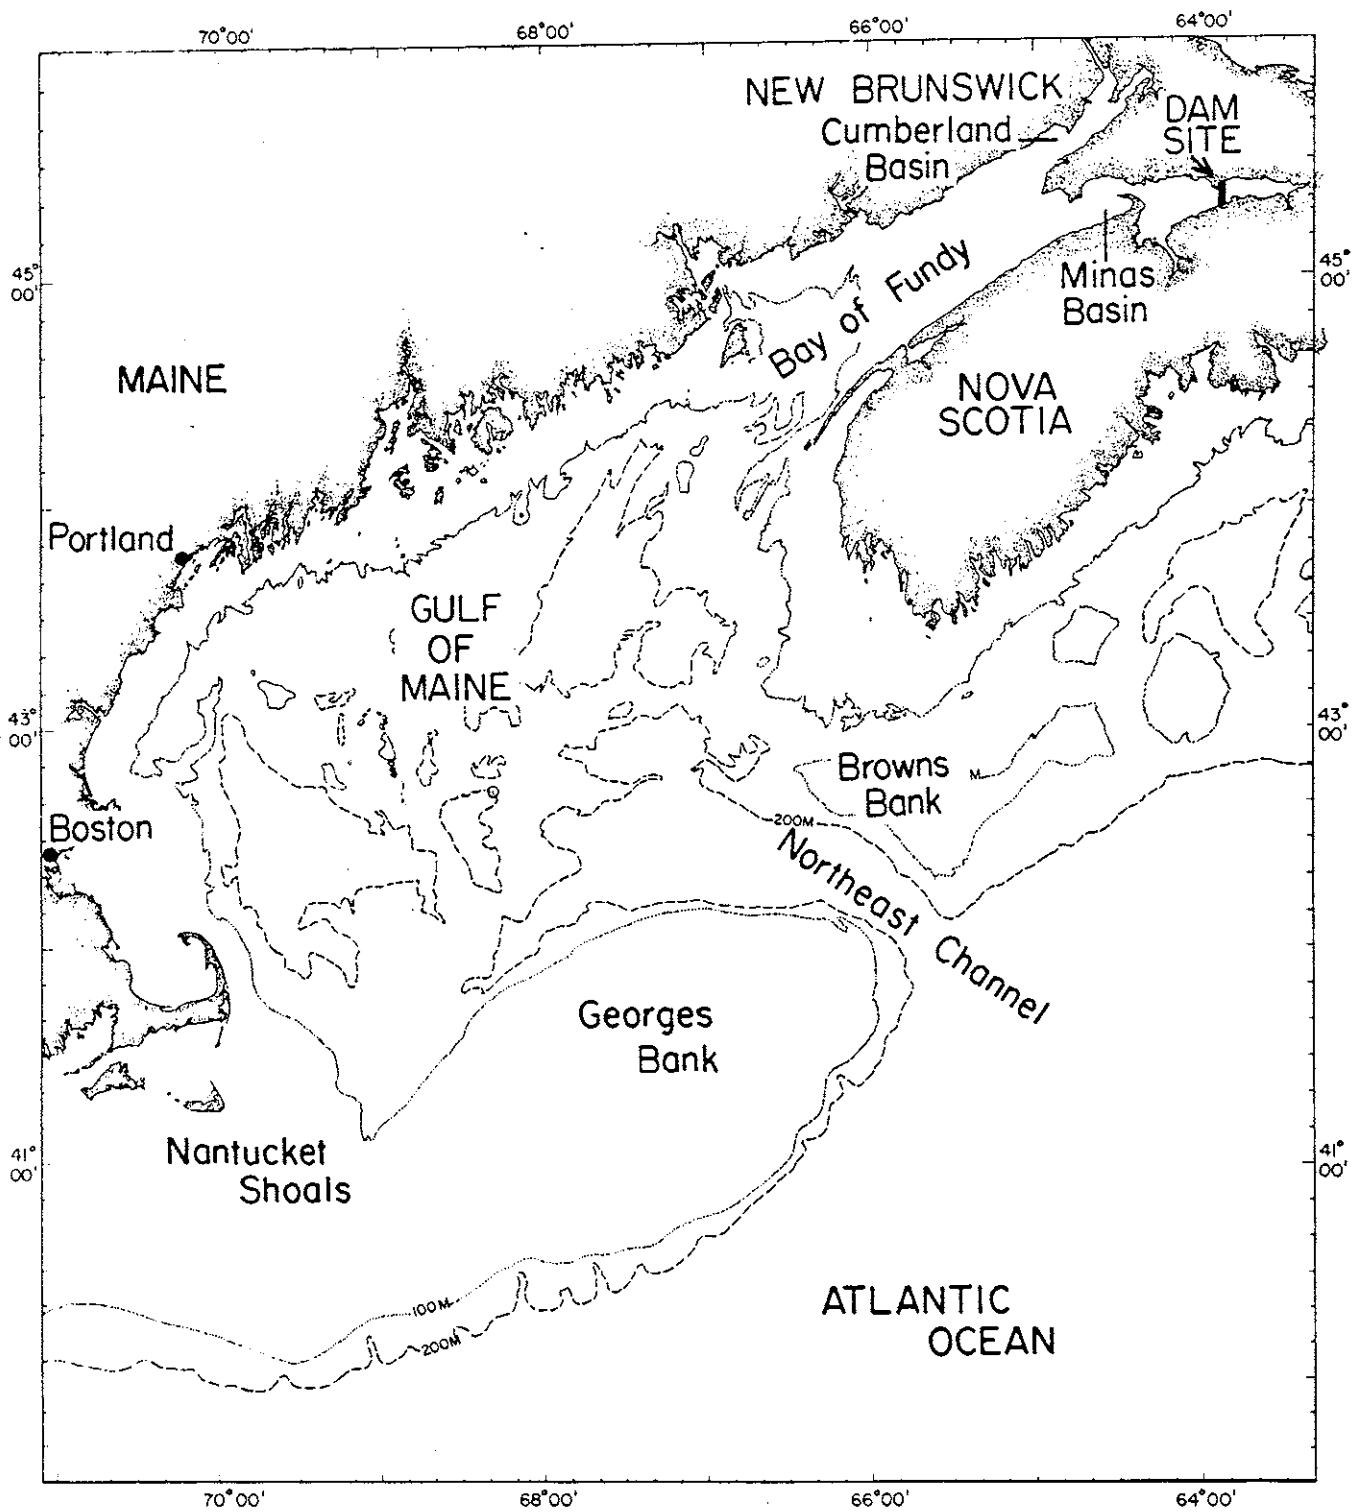 70°00'
68°00'
66°00'
64°00'
NEW BRUNSWICK
Cumberland
Basin
DAM
SITE
45°
00'
45°
00'
Minas
Basin
Bay of Fundy
MAINE
NOVA
SCOTIA
Portland
GULF
OF
MAINE
43°
00'
43°
00'
Browns
Bank
M
200M
Boston
Northeast Channel
Georges
Bank
Nantucket
Shoals
41°
00'
41°
00'
100M
200M
ATLANTIC
OCEAN
70°00'
68°00'
66°00'
64°00'